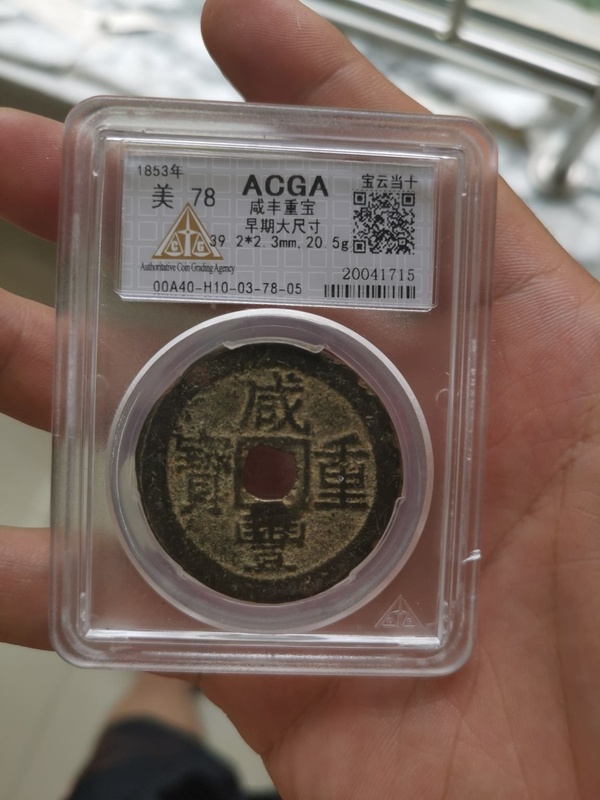 1853年
ACGA
宝云当十
美 78
咸丰重宝
早期大尺寸
39 2*2.3mm, 20.5g
Authoritative Coin Grading Agency
20041715
00A40-H10-03-78-05
咸
寶 重
豐